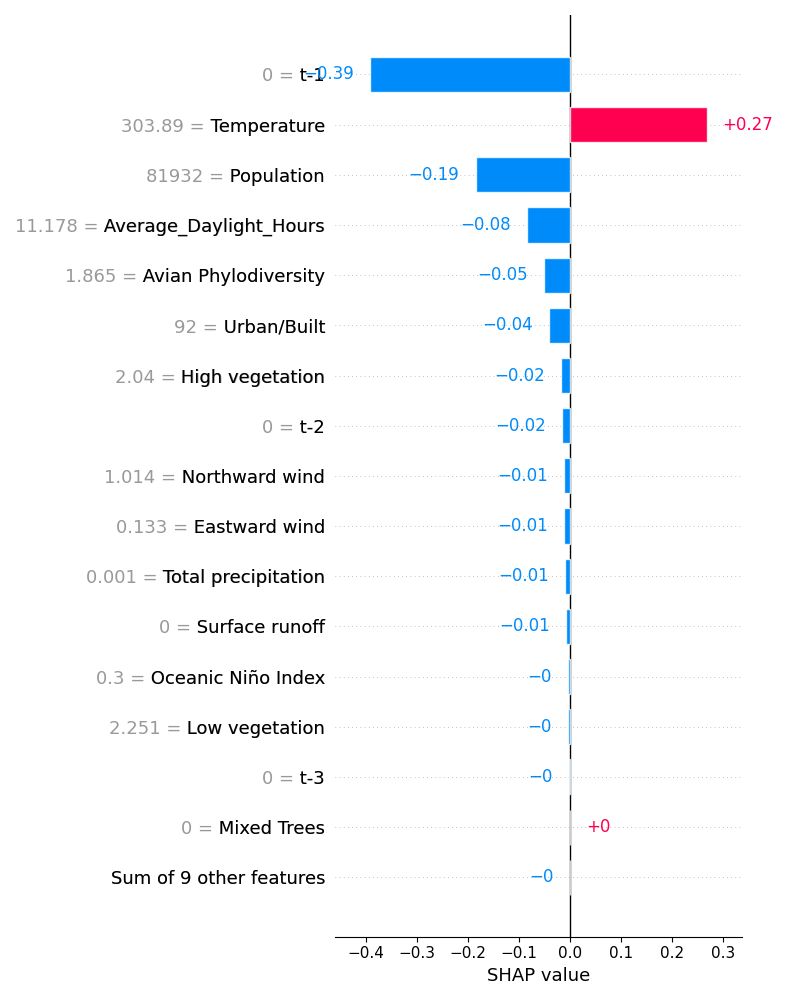 0 = t-1 −0.39
303.89 = Temperature +0.27
81932 = Population −0.19
11.178 = Average_Daylight_Hours −0.08
1.865 = Avian Phylodiversity −0.05
92 = Urban/Built −0.04
2.04 = High vegetation −0.02
0 = t-2 −0.02
1.014 = Northward wind −0.01
0.133 = Eastward wind −0.01
0.001 = Total precipitation −0.01
0 = Surface runoff −0.01
0.3 = Oceanic Niño Index −0
2.251 = Low vegetation −0
0 = t-3 −0
0 = Mixed Trees +0
Sum of 9 other features −0
−0.4 −0.3 −0.2 −0.1 0.0 0.1 0.2 0.3
SHAP value